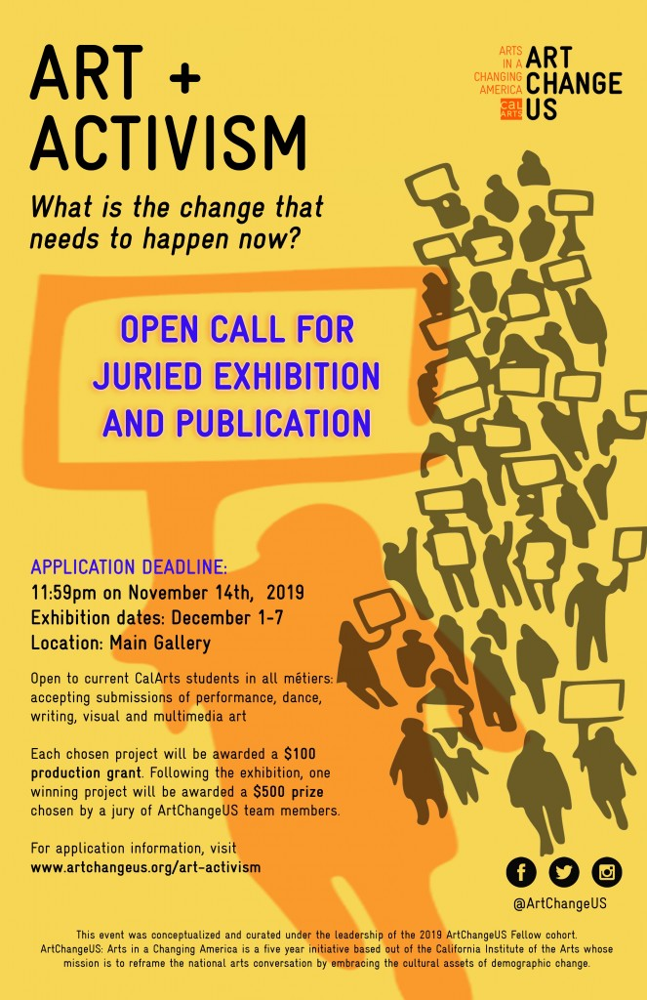 ART +
ACTIVISM
What is the change that
needs to happen now?
ARTS
IN A
CHANGING
AMERICA
CAL
ARTS
ART
CHANGE
US
OPEN CALL FOR
JURIED EXHIBITION
AND PUBLICATION
APPLICATION DEADLINE:
11:59pm on November 14th, 2019
Exhibition dates: December 1-7
Location: Main Gallery
Open to current CalArts students in all métiers:
accepting submissions of performance, dance,
writing, visual and multimedia art
Each chosen project will be awarded a $100
production grant. Following the exhibition, one
winning project will be awarded a $500 prize
chosen by a jury of ArtChangeUS team members.
For application information, visit
www.artchangeus.org/art-activism
@ArtChangeUS
This event was conceptualized and curated under the leadership of the 2019 ArtChangeUS Fellow cohort.
ArtChangeUS: Arts in a Changing America is a five year initiative based out of the California Institute of the Arts whose
mission is to reframe the national arts conversation by embracing the cultural assets of demographic change.